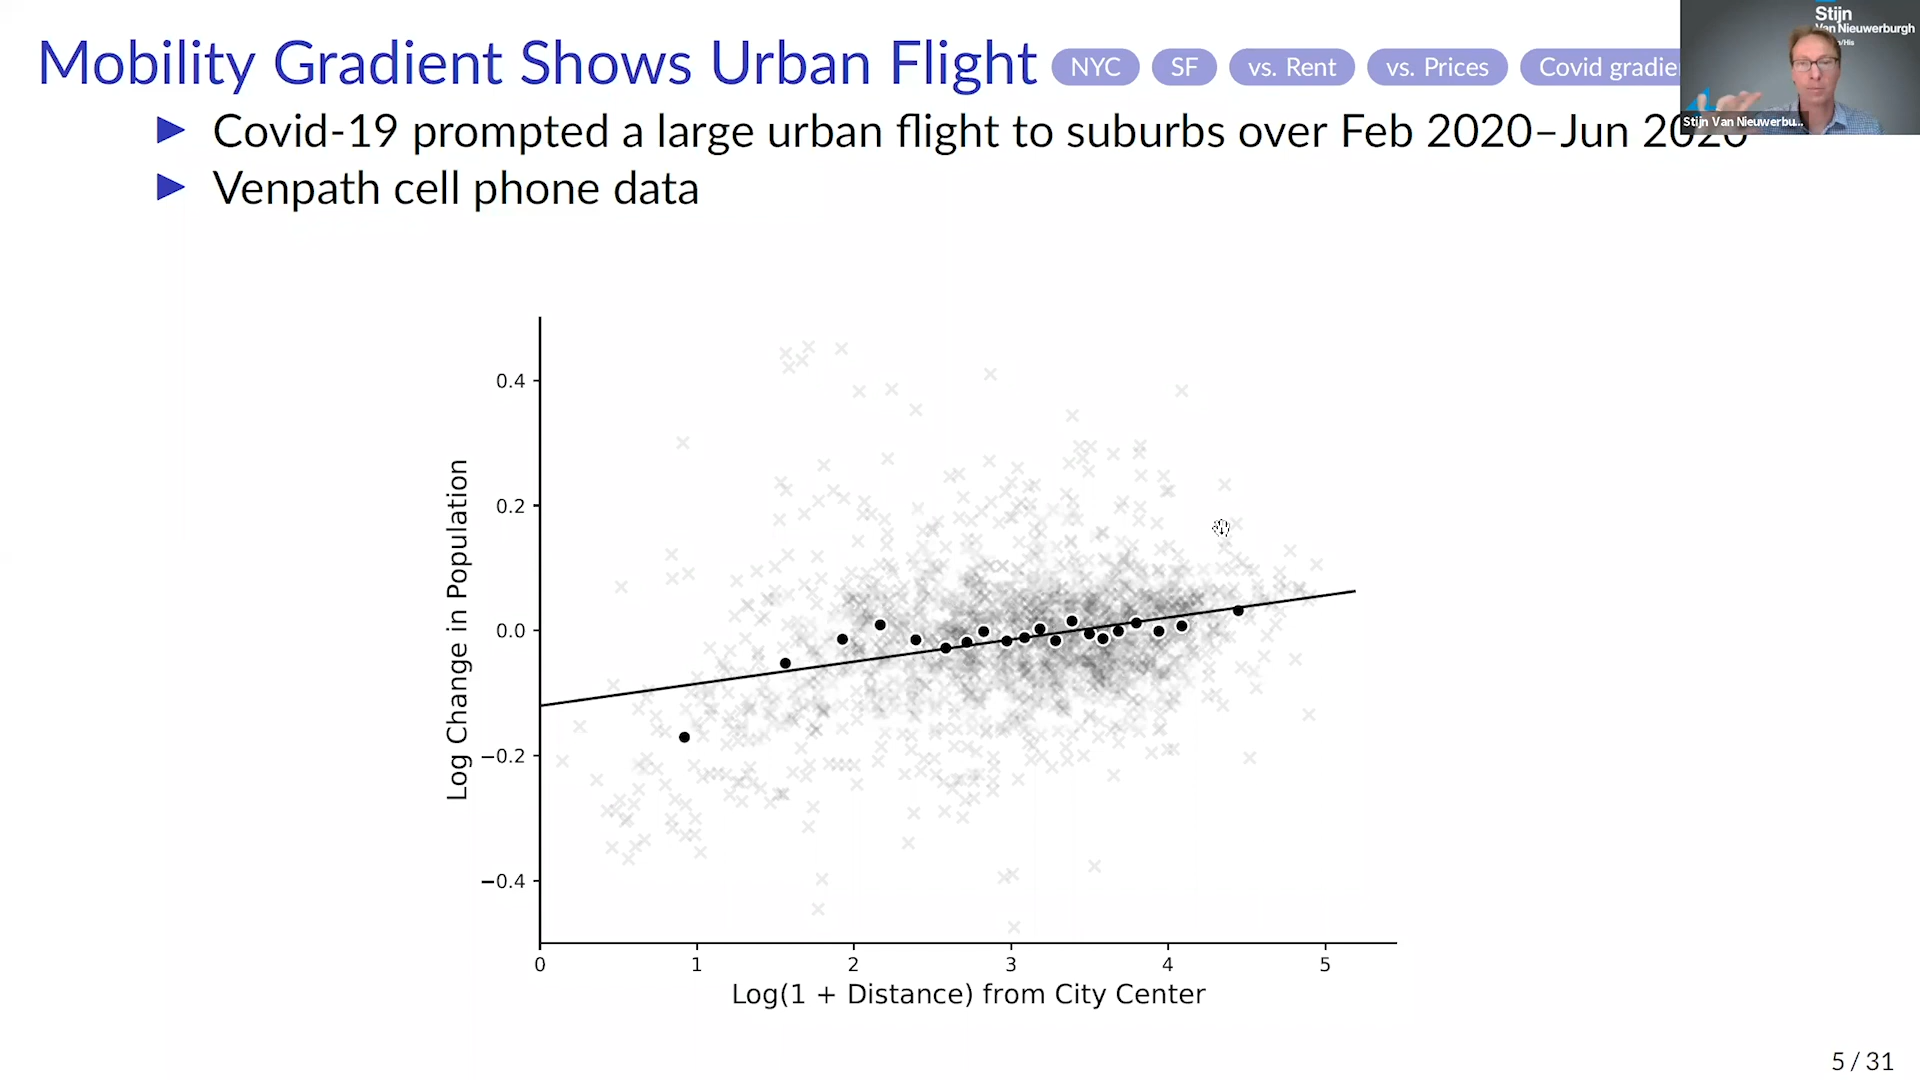 Mobility Gradient Shows Urban Flight NYC SF vs. Rent vs. Prices Covid gradie
Stijn
Van Nieuwerburgh
Stijn Van Nieuwerbu...
▶ Covid-19 prompted a large urban flight to suburbs over Feb 2020–Jun 2020
▶ Venpath cell phone data
Log Change in Population
0.4
0.2
0.0
−0.2
−0.4
0 1 2 3 4 5
Log(1 + Distance) from City Center
5 / 31